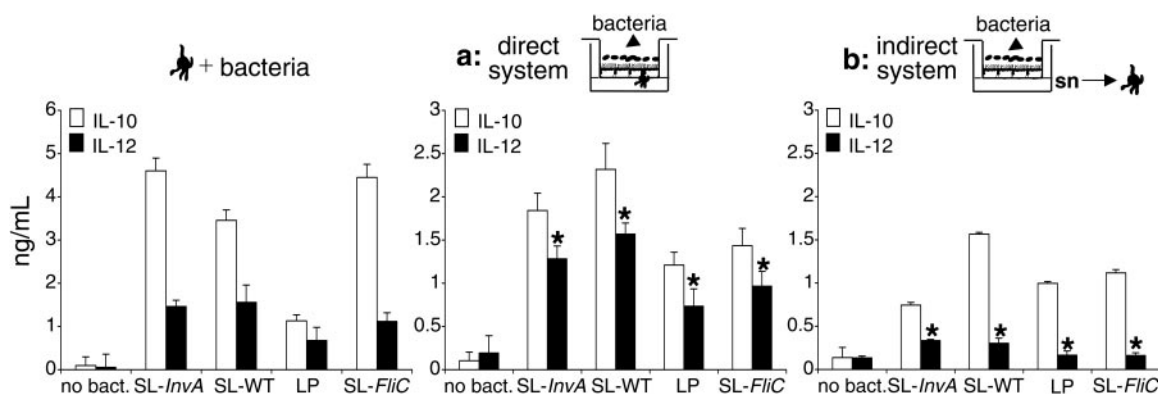 + bacteria
a: direct system
bacteria
b: indirect system
bacteria
sn
ng/mL
6
5
4
3
2
1
0
IL-10
IL-12
*
no bact. SL-InvA SL-WT LP SL-FliC
3
2.5
2
1.5
1
0.5
0
IL-10
IL-12
* * * *
no bact. SL-InvA SL-WT LP SL-FliC
3
2.5
2
1.5
1
0.5
0
IL-10
IL-12
* * * *
no bact. SL-InvA SL-WT LP SL-FliC